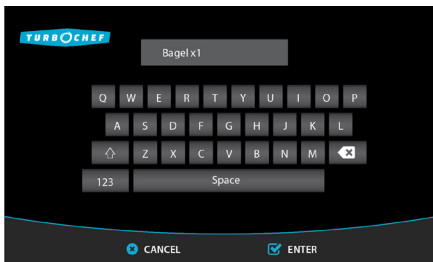 TURBOCHEF
Bagel x1
Q W E R T Y U I O P
A S D F G H J K L
Z X C V B N M
123 Space
CANCEL ENTER